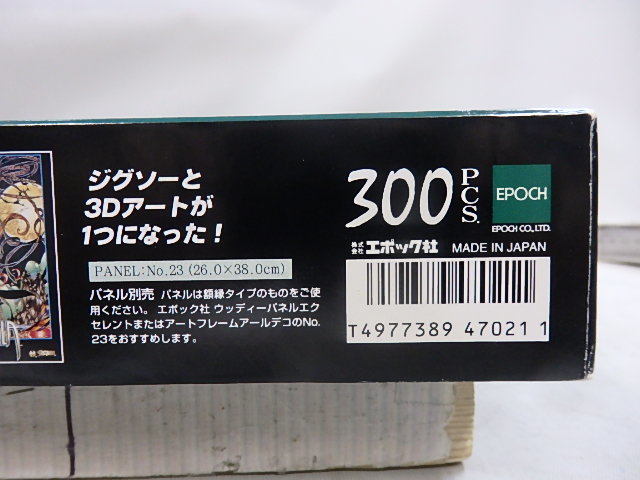 ジグソーと
3Dアートが
1つになった!
PANEL:No.23(26.0×38.0cm)
パネル別売 パネルは額縁タイプのものをご使
用ください。エポック社 ウッディーパネルエク
セレントまたはアートフレームアールデコのNo.
23をおすすめします。
300 PCS.
EPOCH
EPOCH CO., LTD.
株式会社 エポック社 MADE IN JAPAN
T4977389 47021 1